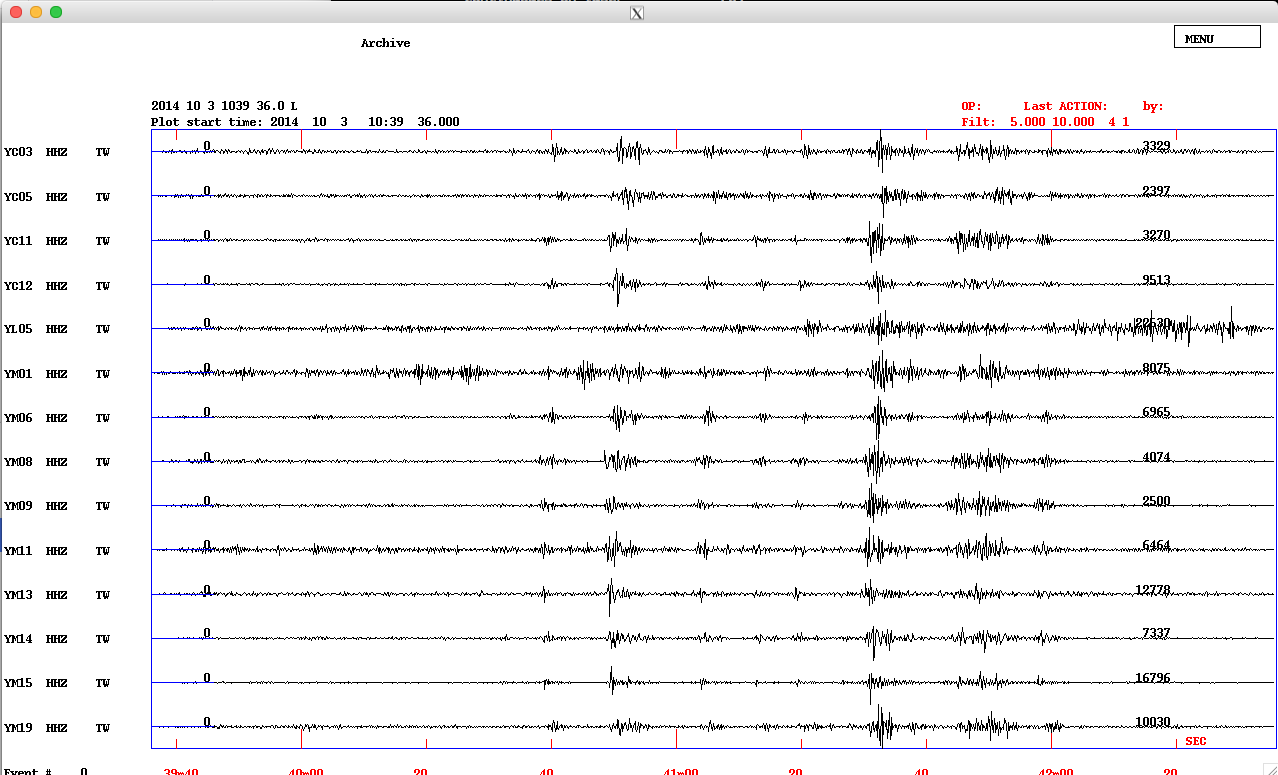 X
Archive
MENU
2014 10 3 1039 36.0 L
OP: Last ACTION: by:
Plot start time: 2014 10 3 10:39 36.000
Filt: 5.000 10.000 4 1
YC03 HHZ TW 0 3329
YC05 HHZ TW 0 2397
YC11 HHZ TW 0 3270
YC12 HHZ TW 0 9513
YL05 HHZ TW 0
YM01 HHZ TW 0 8075
YM06 HHZ TW 0 6965
YM08 HHZ TW 0 4074
YM09 HHZ TW 0 2500
YM11 HHZ TW 0 6464
YM13 HHZ TW 0 12778
YM14 HHZ TW 0 7337
YM15 HHZ TW 0 16796
YM19 HHZ TW 0 10030
SEC
Event # 0 39m40 40m00 20 40 41m00 20 40 42m00 20